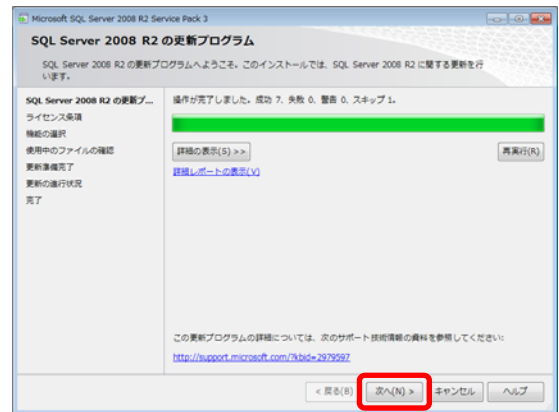 Microsoft SQL Server 2008 R2 Service Pack 3
SQL Server 2008 R2 の更新プログラム
SQL Server 2008 R2 の更新プログラムへようこそ。このインストールでは、SQL Server 2008 R2 に関する更新を行
います。
SQL Server 2008 R2 の更新プ...
ライセンス条項
機能の選択
使用中のファイルの確認
更新準備完了
更新の進行状況
完了
操作が完了しました。成功 7、失敗 0、警告 0、スキップ 1。
詳細の表示(S) >>
再実行(R)
詳細レポートの表示(V)
この更新プログラムの詳細については、次のサポート技術情報の資料を参照してください:
http://support.microsoft.com/?kbid=2979597
< 戻る(B)
次へ(N) >
キャンセル
ヘルプ